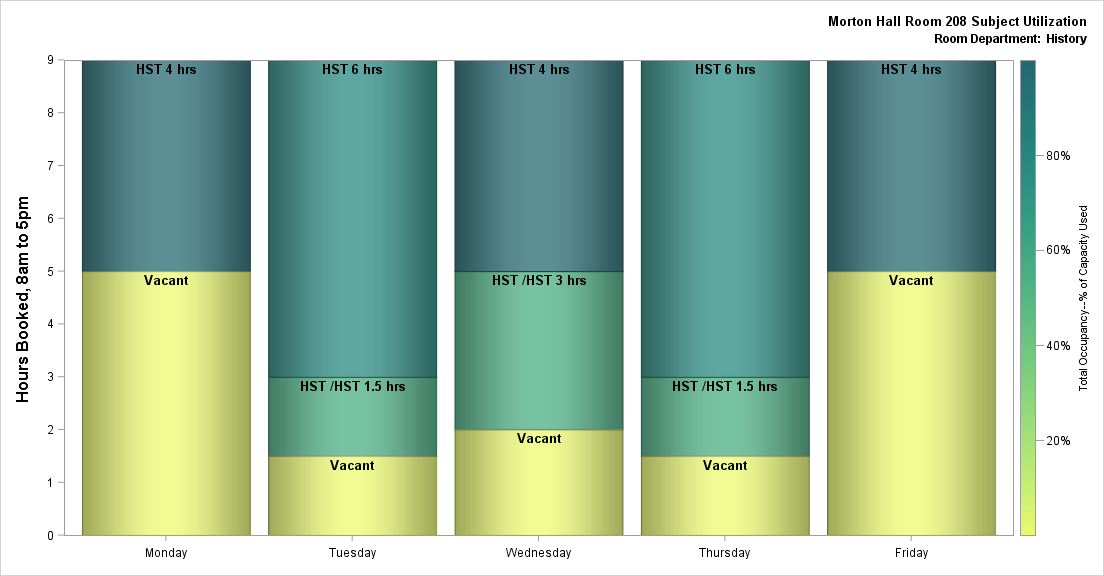 Morton Hall Room 208 Subject Utilization
Room Department: History
Hours Booked, 8am to 5pm
9
8
7
6
5
4
3
2
1
0
HST 4 hrs
Vacant
HST 6 hrs
HST /HST 1.5 hrs
Vacant
HST 4 hrs
HST /HST 3 hrs
Vacant
HST 6 hrs
HST /HST 1.5 hrs
Vacant
HST 4 hrs
Vacant
Monday
Tuesday
Wednesday
Thursday
Friday
80%
60%
40%
20%
Total Occupancy--% of Capacity Used